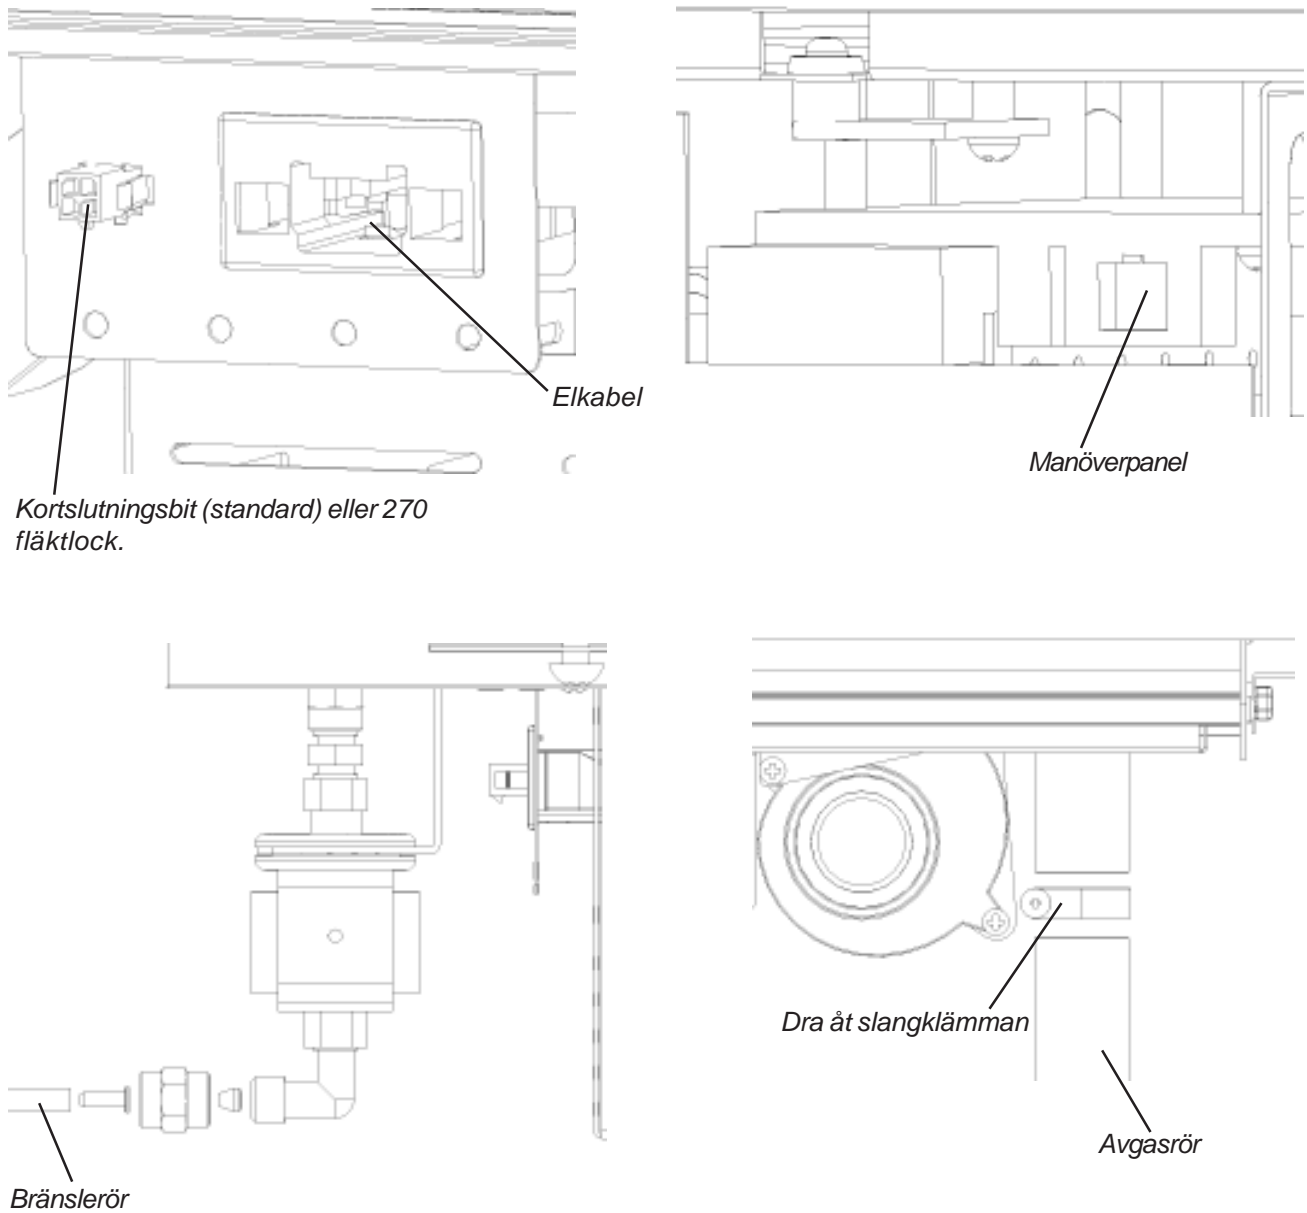 Elkabel
Manöverpanel
Kortslutningsbit (standard) eller 270
fläktlock.
Dra åt slangklämman
Avgasrör
Bränslerör